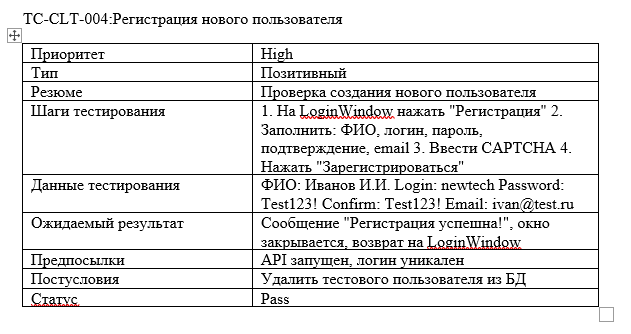 TC-CLT-004:Регистрация нового пользователя
Приоритет High
Тип Позитивный
Резюме Проверка создания нового пользователя
Шаги тестирования 1. На LoginWindow нажать "Регистрация" 2.
Заполнить: ФИО, логин, пароль,
подтверждение, email 3. Ввести CAPTCHA 4.
Нажать "Зарегистрироваться"
Данные тестирования ФИО: Иванов И.И. Login: newtech Password:
Test123! Confirm: Test123! Email: ivan@test.ru
Ожидаемый результат Сообщение "Регистрация успешна!", окно
закрывается, возврат на LoginWindow
Предпосылки API запущен, логин уникален
Постусловия Удалить тестового пользователя из БД
Статус Pass